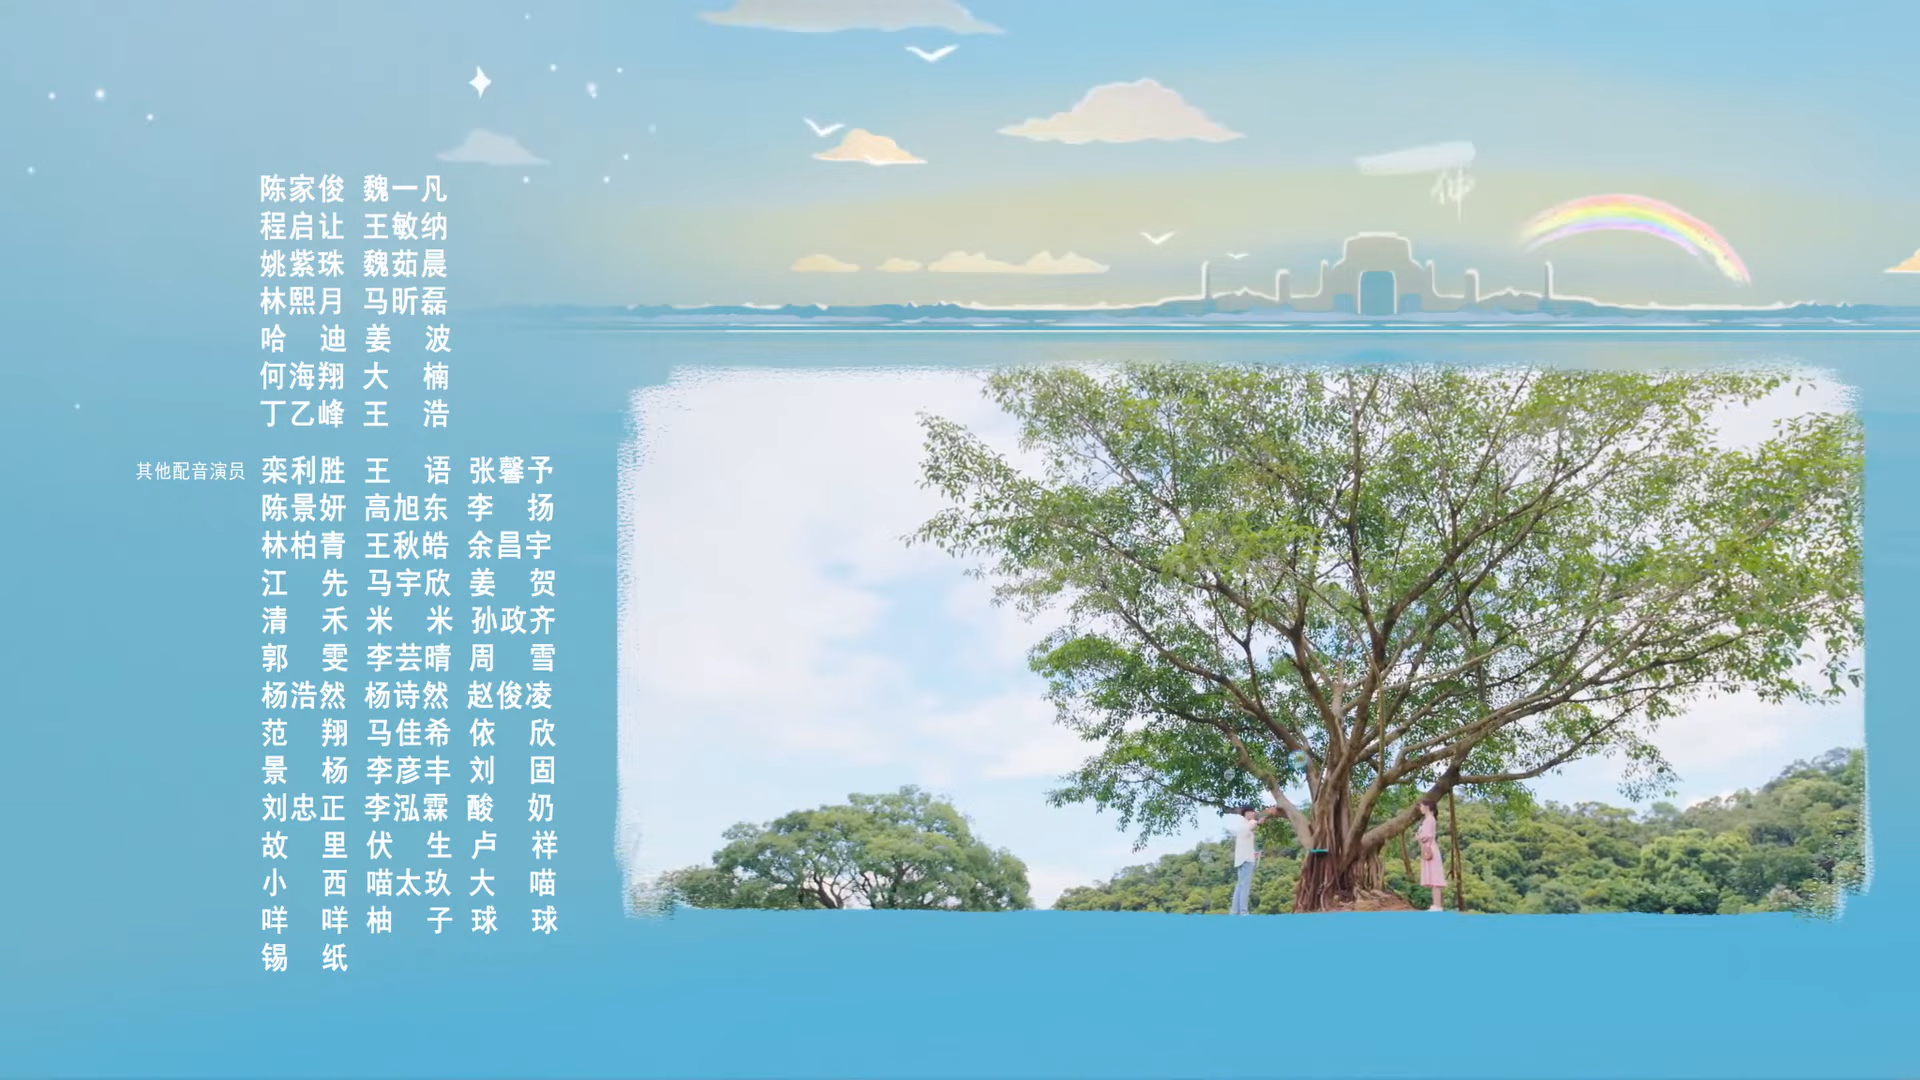 陈家俊 魏一凡
程启让 王敏纳
姚紫珠 魏茹晨
林熙月 马昕磊
哈 迪 姜 波
何海翔 大 楠
丁乙峰 王 浩
其他配音演员 栾利胜 王 语 张馨予
陈景妍 高旭东 李 扬
林柏青 王秋皓 余昌宇
江 先 马宇欣 姜 贺
清 禾 米 米 孙政齐
郭 雯 李芸晴 周 雪
杨浩然 杨诗然 赵俊凌
范 翔 马佳希 依 欣
景 杨 李彦丰 刘 固
刘忠正 李泓霖 酸 奶
故 里 伏 生 卢 祥
小 西 喵太玖 大 喵
咩 咩 柚 子 球 球
锡 纸